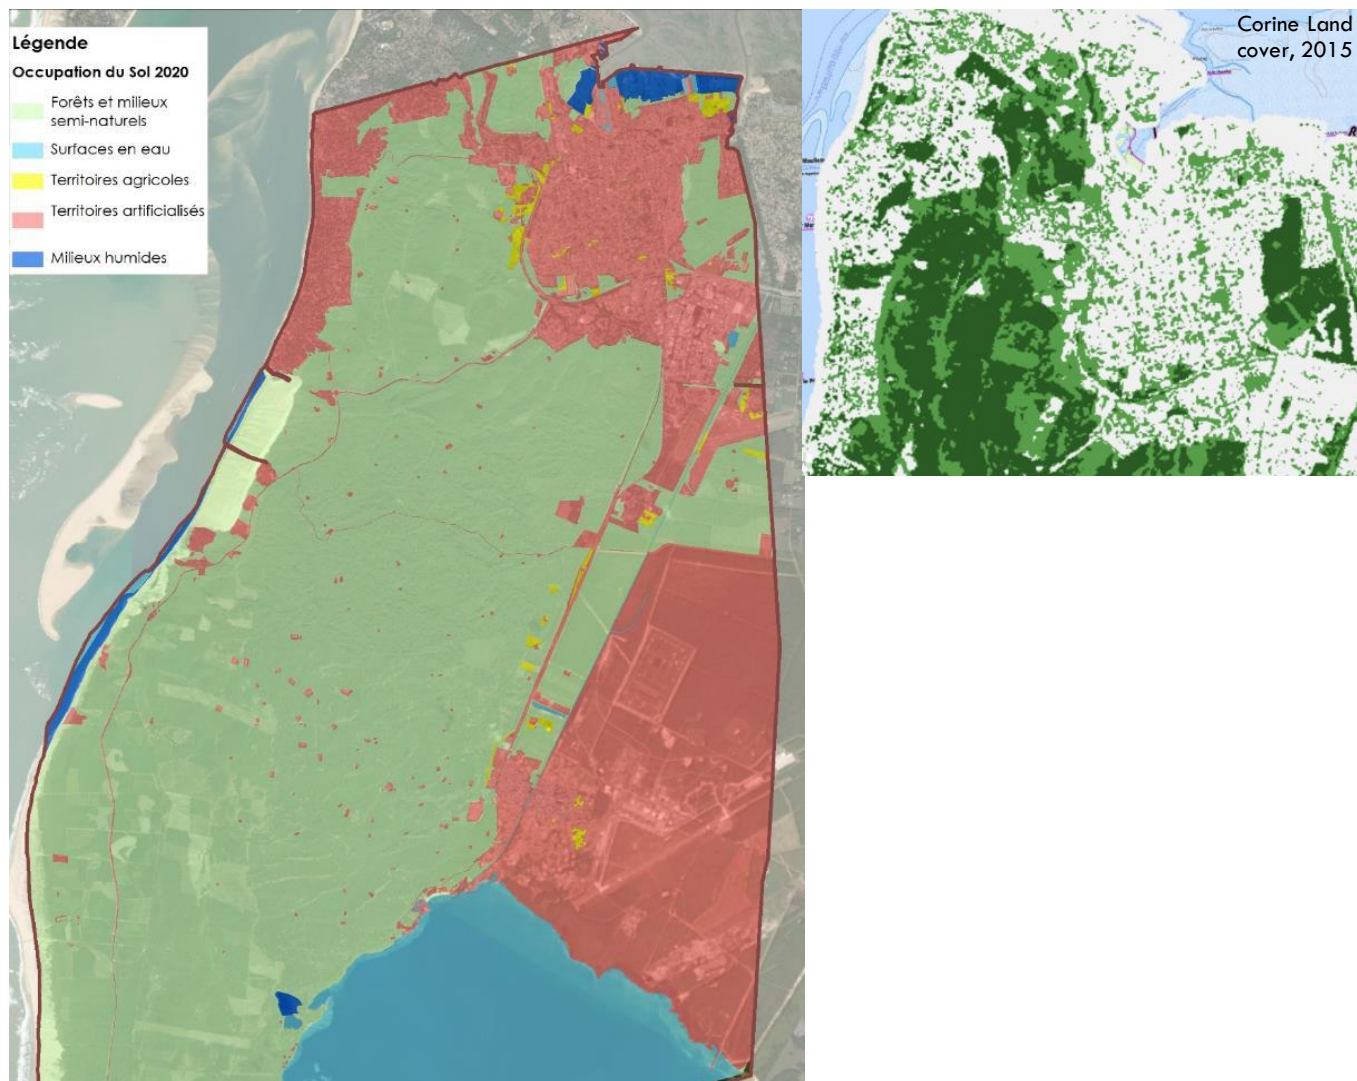 Légende
Occupation du Sol 2020
Forêts et milieux
semi-naturels
Surfaces en eau
Territoires agricoles
Territoires artificialisés
Milieux humides
Corine Land
cover, 2015
R